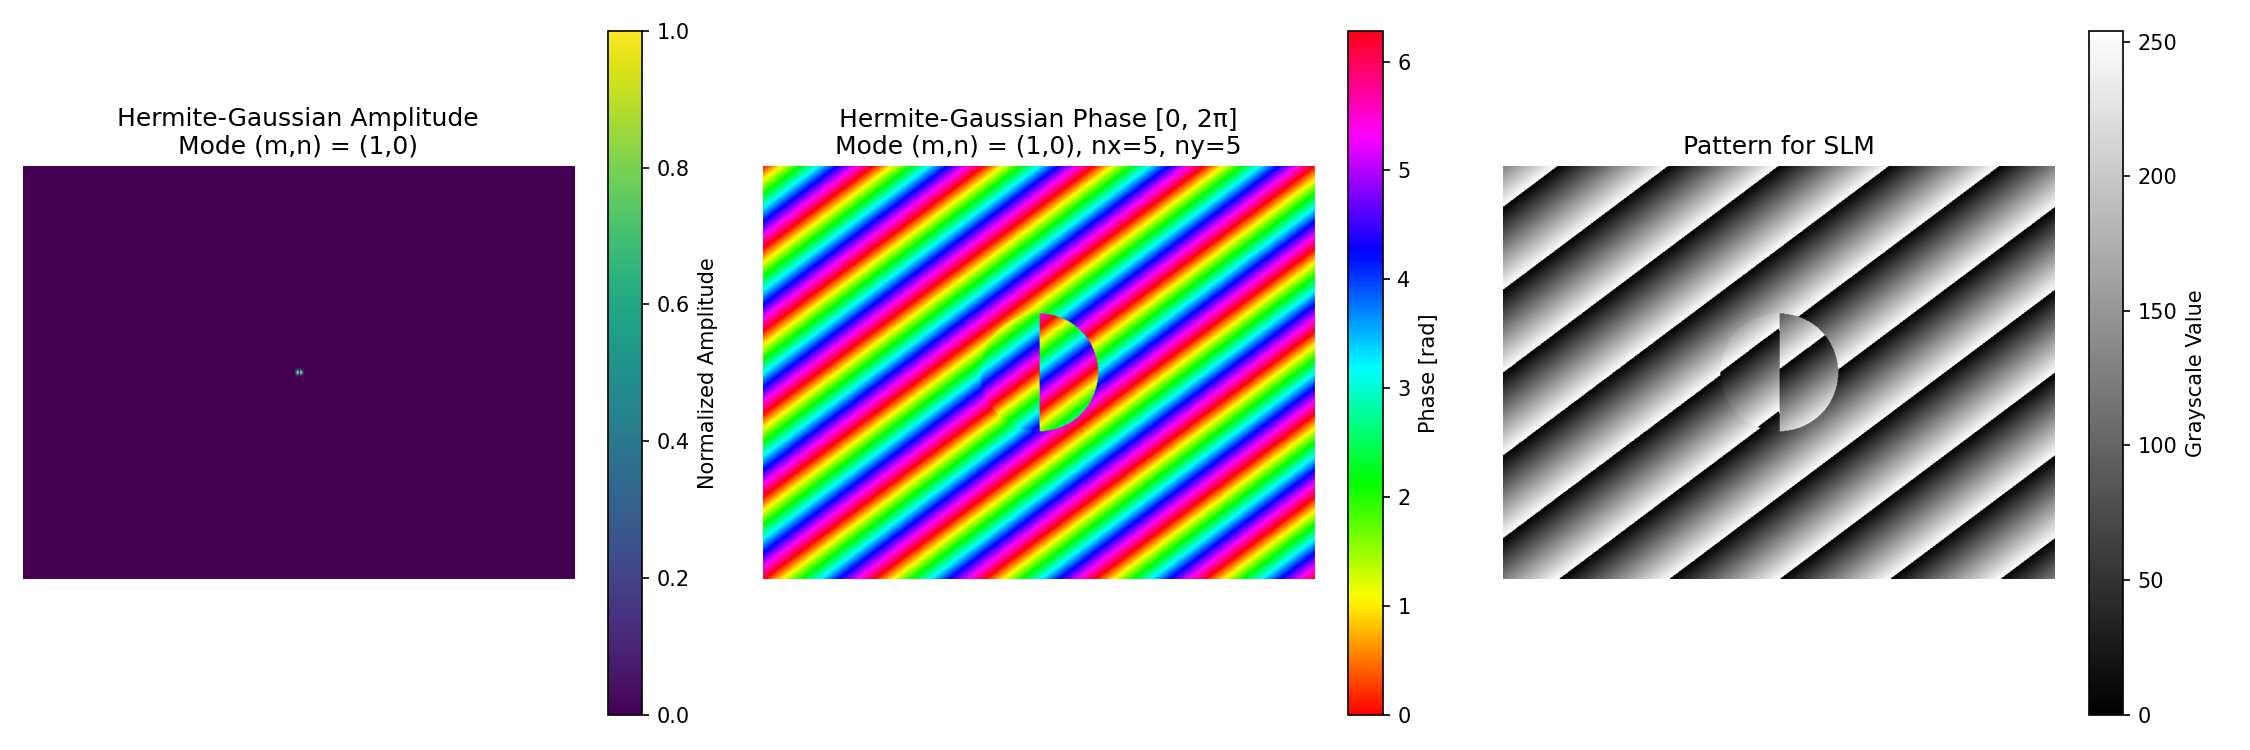 Hermite-Gaussian Amplitude
Mode (m,n) = (1,0)
1.0
0.8
0.6
0.4
0.2
0.0
Normalized Amplitude
Hermite-Gaussian Phase [0, 2π]
Mode (m,n) = (1,0), nx=5, ny=5
6
5
4
3
2
1
0
Phase [rad]
Pattern for SLM
250
200
150
100
50
0
Grayscale Value